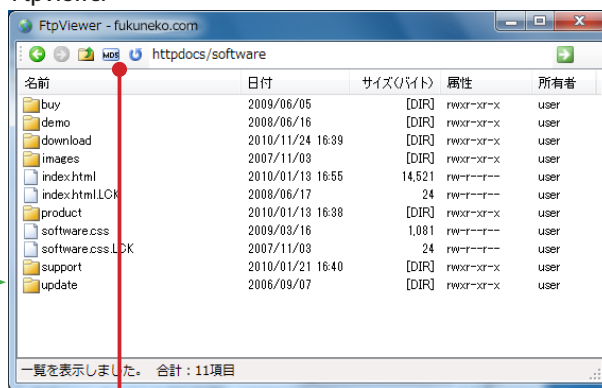 FtpViewer
FtpViewer - fukuneko.com
MDS httpdocs/software
名前 日付 サイズ(バイト) 属性 所有者
buy 2009/06/05 [DIR] rwxr-xr-x user
demo 2008/06/16 [DIR] rwxr-xr-x user
download 2010/11/24 16:39 [DIR] rwxr-xr-x user
images 2007/11/03 [DIR] rwxr-xr-x user
index.html 2010/01/13 16:55 14,521 rw-r--r-- user
index.html.LCK 2008/06/17 24 rw-r--r-- user
product 2010/01/13 16:38 [DIR] rwxr-xr-x user
software.css 2009/03/16 1,081 rw-r--r-- user
software.css.LCK 2007/11/03 24 rw-r--r-- user
support 2010/01/21 16:40 [DIR] rwxr-xr-x user
update 2006/09/07 [DIR] rwxr-xr-x user
一覧を表示しました。 合計：11項目